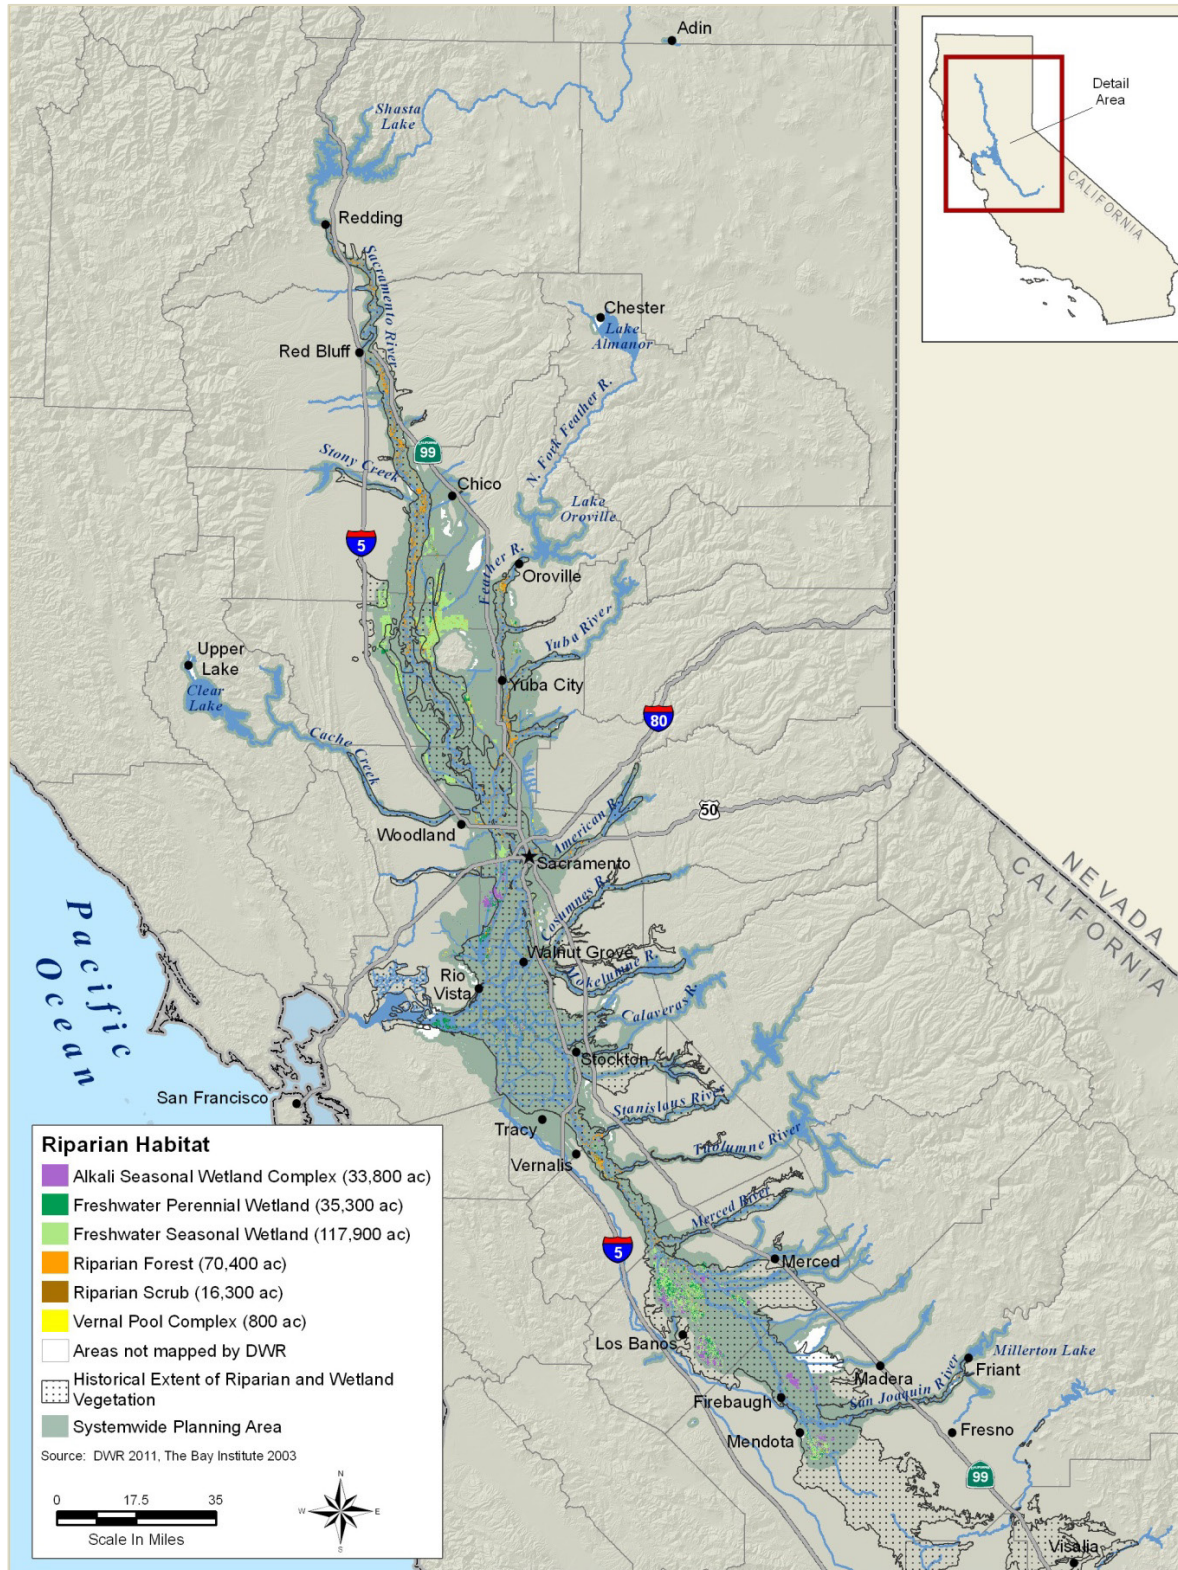 Adin
Shasta
Lake
Detail
Area
CALIFORNIA
Redding
Sacramento River
Chester
Lake
Almanor
Red Bluff
N. Fork Feather R.
99
Stony Creek
Chico
Lake
Oroville
5
Feather R.
Oroville
Yuba River
Upper
Lake
Clear
Lake
Yuba City
80
Cache Creek
50
Woodland
American R.
Sacramento
NEVADA
CALIFORNIA
Pacific
Ocean
Cosumnes R.
Walnut Grove
Mokelumne R.
Rio
Vista
Calaveras R.
Stockton
San Francisco
Stanislaus River
Tracy
Tuolumne River
Vernalis
Merced River
5
Merced
Los Banos
Millerton Lake
Madera
Friant
San Joaquin River
Firebaugh
Mendota
Fresno
99
Visalia
Riparian Habitat
Alkali Seasonal Wetland Complex (33,800 ac)
Freshwater Perennial Wetland (35,300 ac)
Freshwater Seasonal Wetland (117,900 ac)
Riparian Forest (70,400 ac)
Riparian Scrub (16,300 ac)
Vernal Pool Complex (800 ac)
Areas not mapped by DWR
Historical Extent of Riparian and Wetland
Vegetation
Systemwide Planning Area
Source: DWR 2011, The Bay Institute 2003
0 17.5 35
Scale In Miles
N
W E
S